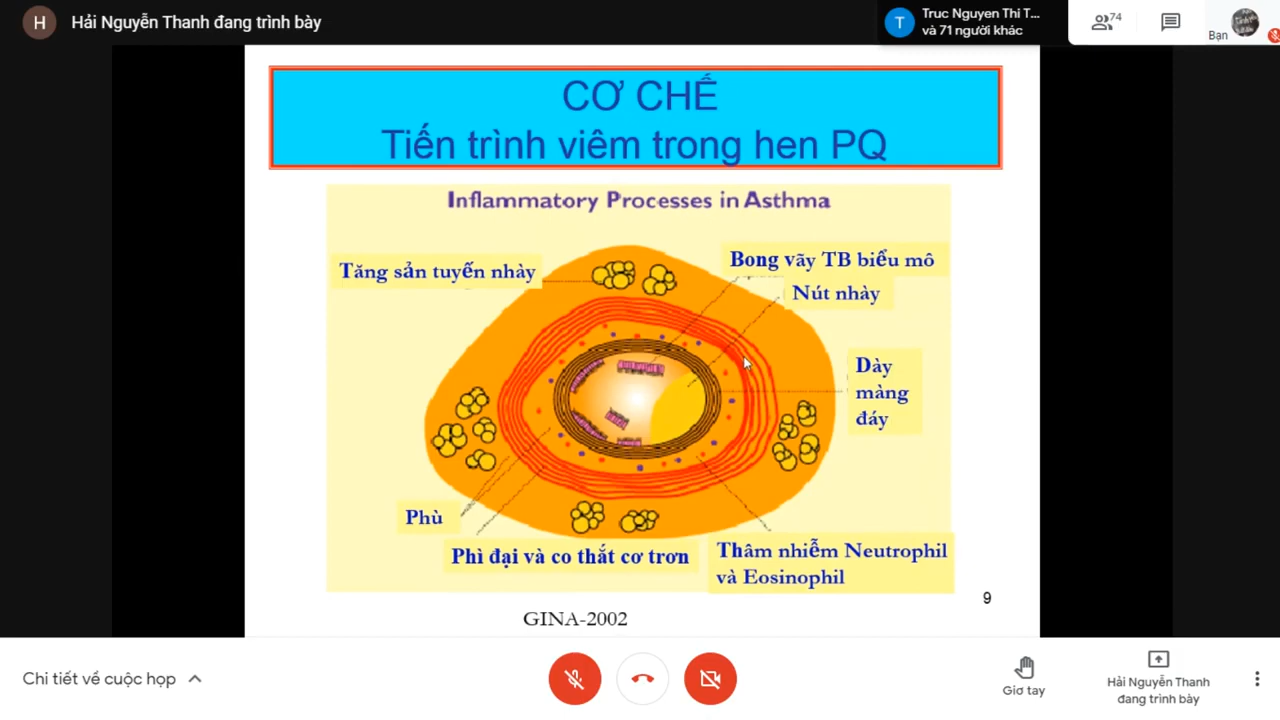 H
Hải Nguyễn Thanh đang trình bày
T
Truc Nguyen Thi T...
và 71 người khác
74
Bạn
CƠ CHẾ
Tiến trình viêm trong hen PQ
Inflammatory Processes in Asthma
Tăng sản tuyến nhày
Bong vãy TB biểu mô
Nút nhày
Dày
màng
đáy
Phù
Phì đại và co thắt cơ trơn
Thâm nhiễm Neutrophil
và Eosinophil
9
GINA-2002
Chi tiết về cuộc họp
Giơ tay
Hải Nguyễn Thanh
đang trình bày